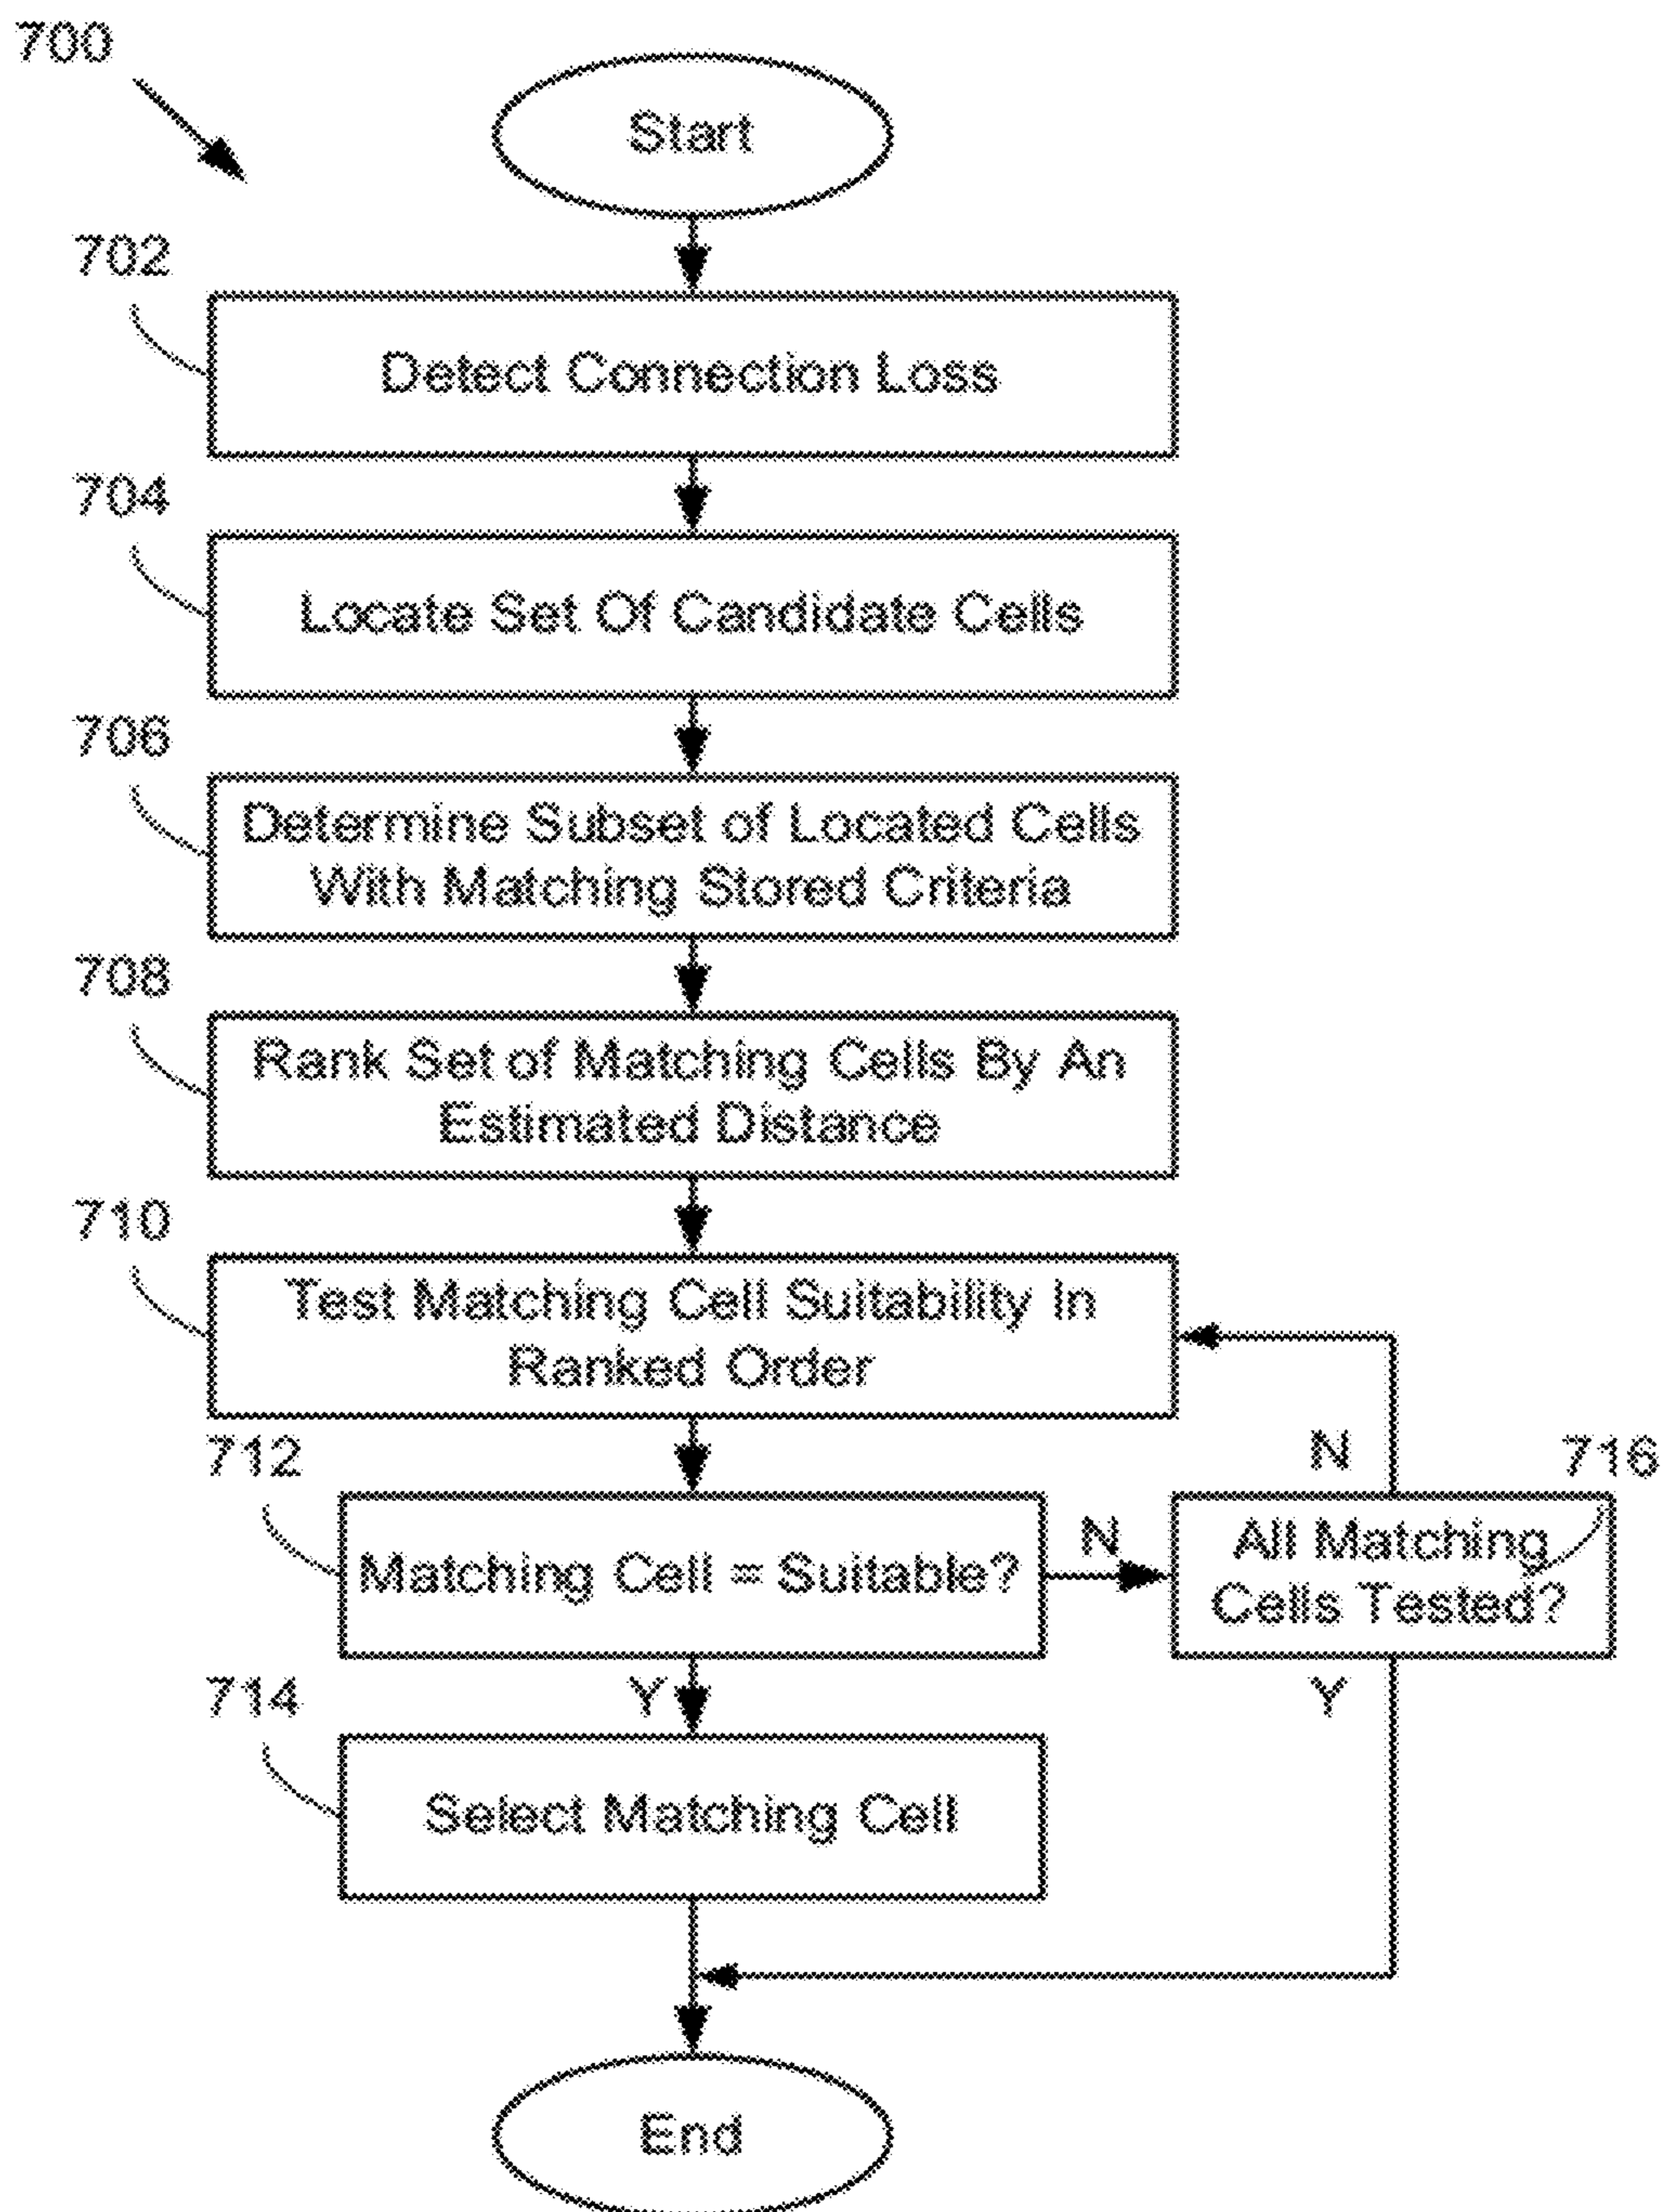 700
Start
702
Detect Connection Loss
704
Locate Set Of Candidate Cells
706
Determine Subset of Located Cells
With Matching Stored Criteria
708
Rank Set of Matching Cells By An
Estimated Distance
710
Test Matching Cell Suitability In
Ranked Order
712
Matching Cell = Suitable?
N
N
716
All Matching
Cells Tested?
714
Y
Y
Select Matching Cell
End